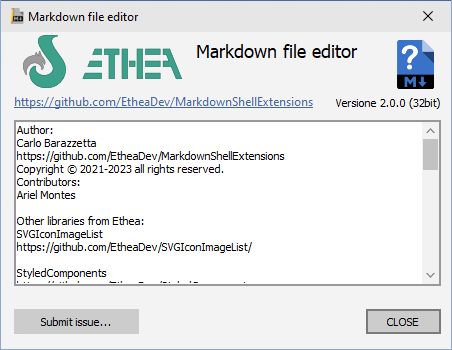 Markdown file editor
ETHEA
Markdown file editor
?
M
https://github.com/EtheaDev/MarkdownShellExtensions
Versione 2.0.0 (32bit)
Author:
Carlo Barazzetta
https://github.com/EtheaDev/MarkdownShellExtensions
Copyright © 2021-2023 all rights reserved.
Contributors:
Ariel Montes
Other libraries from Ethea:
SVGIconImageList
https://github.com/EtheaDev/SVGIconImageList/
StyledComponents
Submit issue...
CLOSE